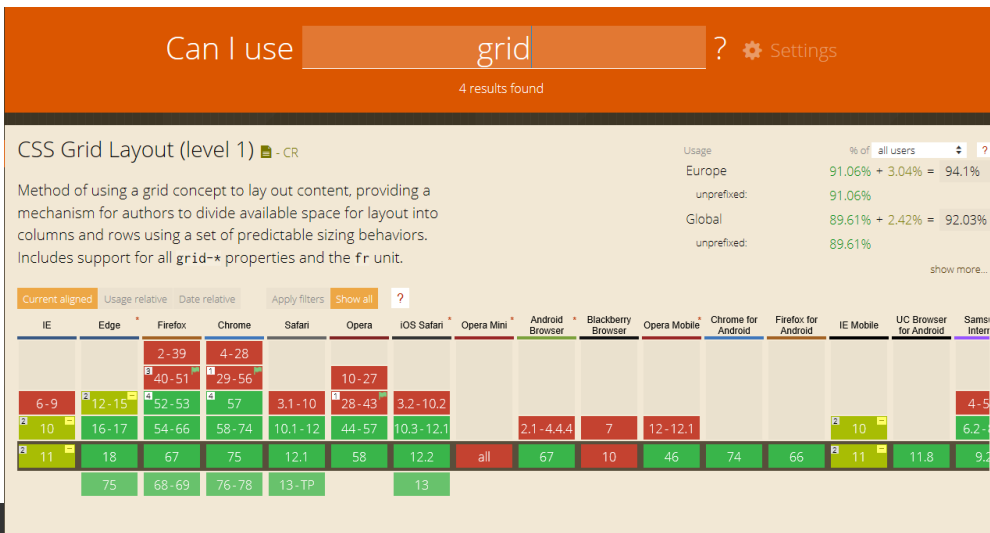 Can I use grid ? Settings
4 results found
CSS Grid Layout (level 1) - CR
Method of using a grid concept to lay out content, providing a
mechanism for authors to divide available space for layout into
columns and rows using a set of predictable sizing behaviors.
Includes support for all grid-* properties and the fr unit.
Usage % of all users ?
Europe 91.06% + 3.04% = 94.1%
unprefixed: 91.06%
Global 89.61% + 2.42% = 92.03%
unprefixed: 89.61%
show more...
Current aligned Usage relative Date relative Apply filters Show all ?
IE Edge * Firefox Chrome Safari Opera iOS Safari * Opera Mini * Android Browser * Blackberry Browser Opera Mobile * Chrome for Android Firefox for Android IE Mobile UC Browser for Android Sams Intern
2-39 4-28
3 40-51 1 29-56 10-27
6-9 2 12-15 4 52-53 4 57 3.1-10 1 28-43 3.2-10.2 4-5
2 10 16-17 54-66 58-74 10.1-12 44-57 10.3-12.1 2.1-4.4.4 7 12-12.1 2 10 6.2-8
2 11 18 67 75 12.1 58 12.2 all 67 10 46 74 66 2 11 11.8 9.2
75 68-69 76-78 13-TP 13